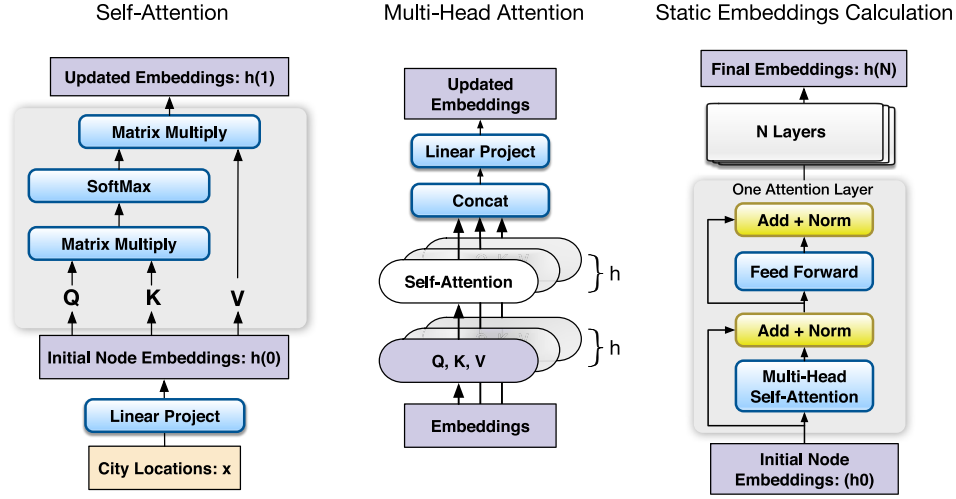 Self-Attention
Updated Embeddings: h(1)
Matrix Multiply
SoftMax
Matrix Multiply
Q
K
V
Initial Node Embeddings: h(0)
Linear Project
City Locations: x
Multi-Head Attention
Updated
Embeddings
Linear Project
Concat
Self-Attention
h
Q, K, V
h
Embeddings
Static Embeddings Calculation
Final Embeddings: h(N)
N Layers
One Attention Layer
Add + Norm
Feed Forward
Add + Norm
Multi-Head
Self-Attention
Initial Node
Embeddings: (h0)